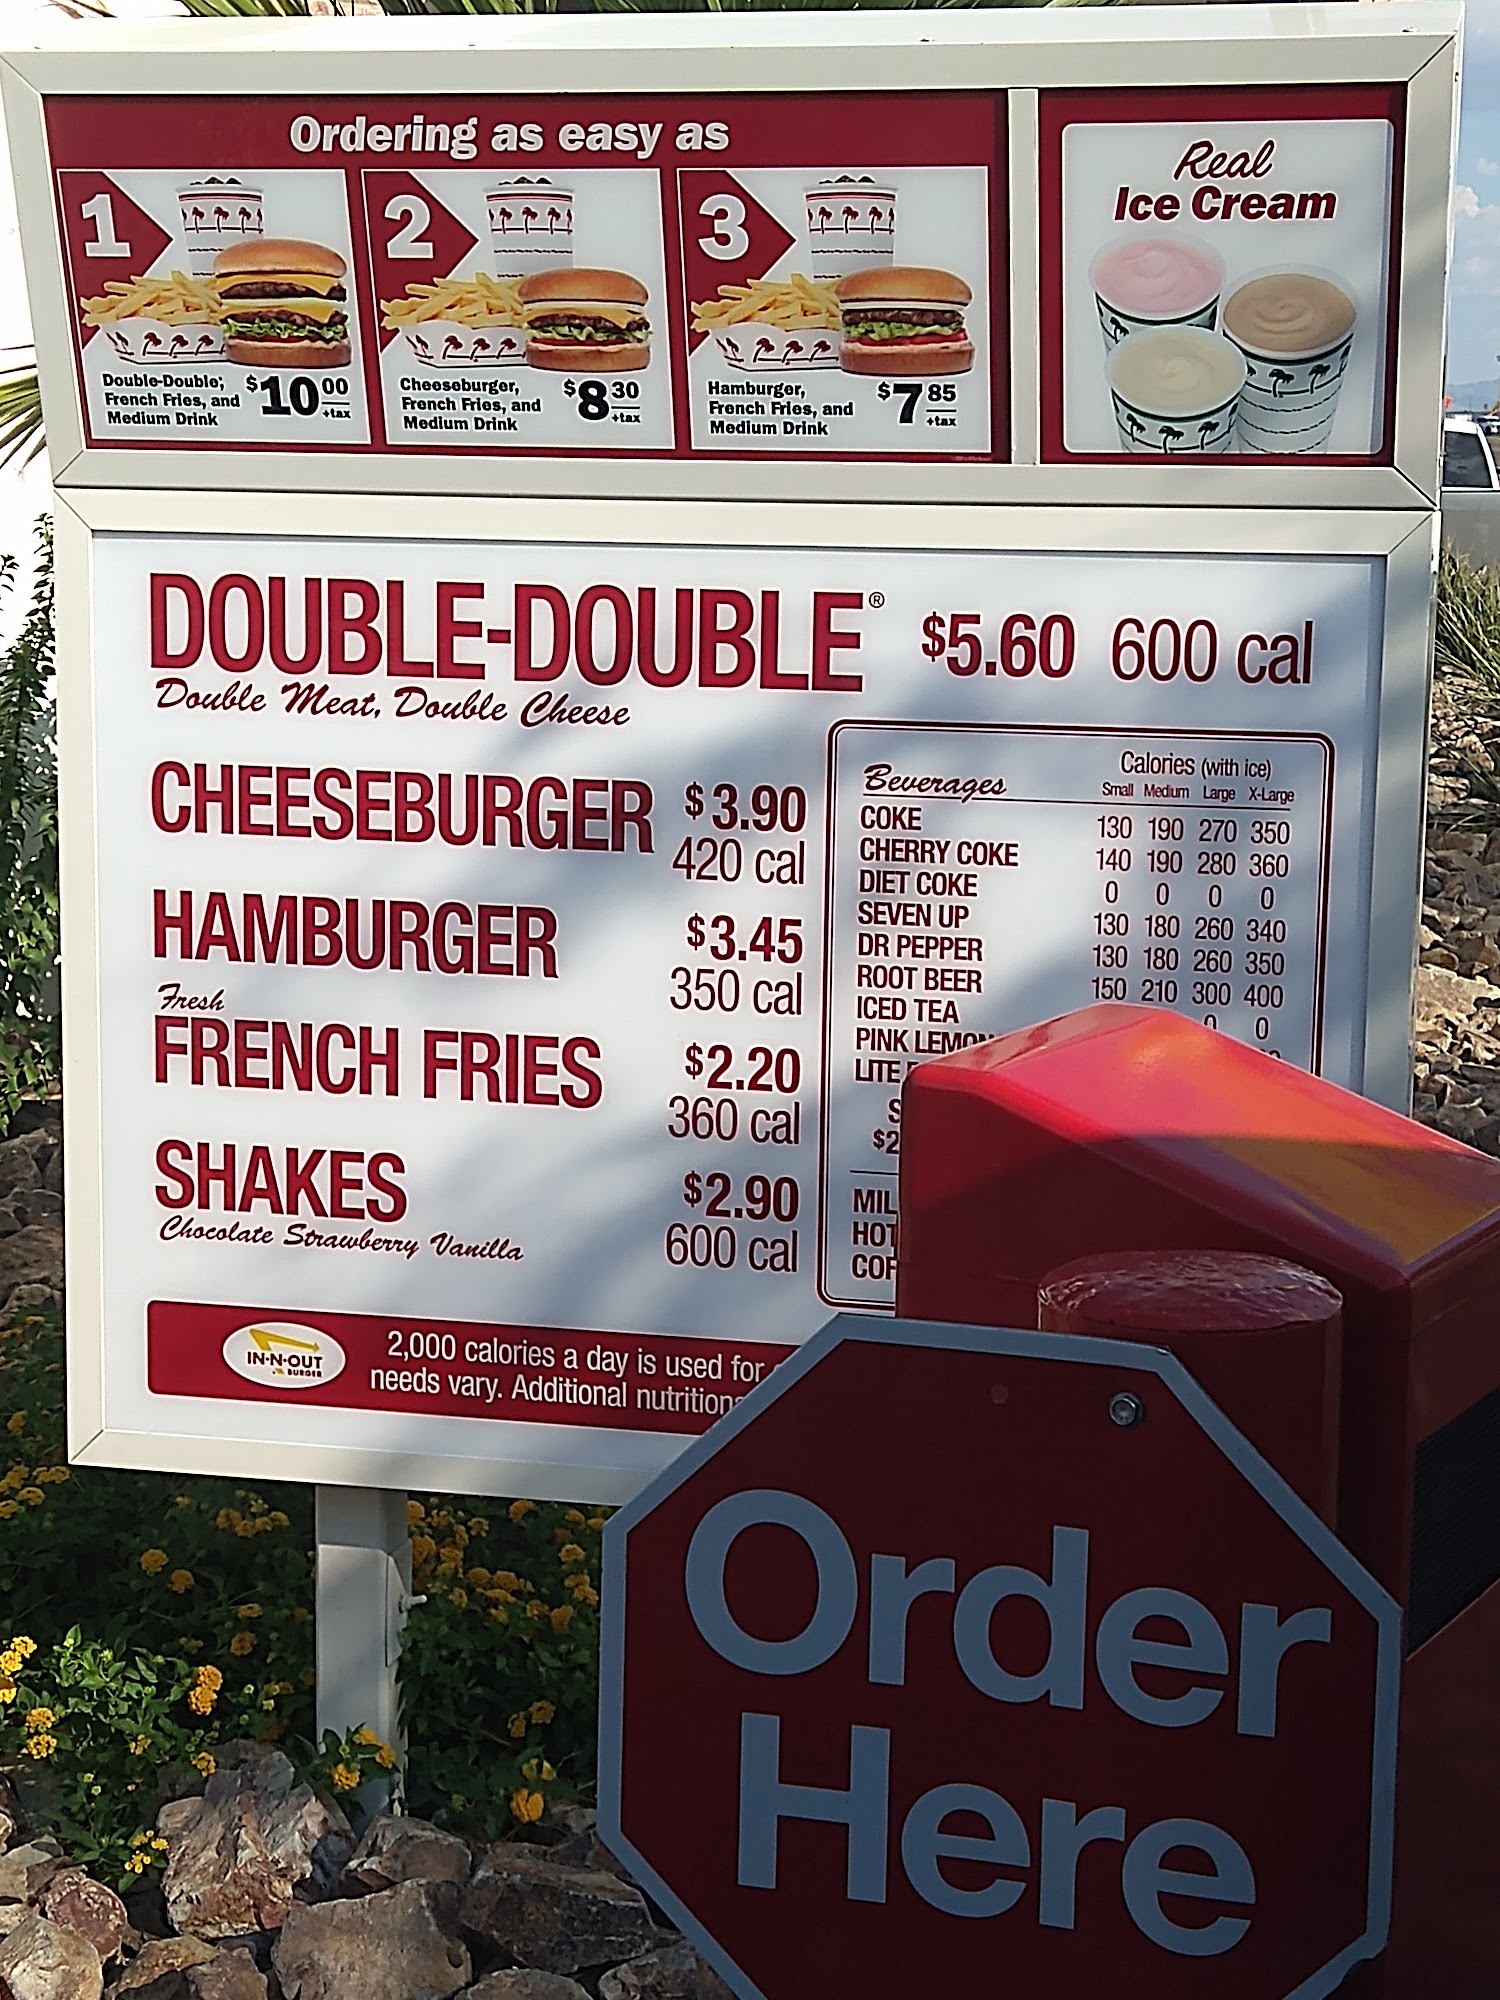 Ordering as easy as
1
Double-Double,
French Fries, and
Medium Drink
$10 00
+tax
2
Cheeseburger,
French Fries, and
Medium Drink
$8 30
+tax
3
Hamburger,
French Fries, and
Medium Drink
$7 85
+tax
Real
Ice Cream
DOUBLE-DOUBLE® $5.60 600 cal
Double Meat, Double Cheese
CHEESEBURGER $3.90
420 cal
HAMBURGER $3.45
350 cal
Fresh
FRENCH FRIES $2.20
360 cal
SHAKES $2.90
Chocolate Strawberry Vanilla 600 cal
Calories (with ice)
Beverages Small Medium Large X-Large
COKE 130 190 270 350
CHERRY COKE 140 190 280 360
DIET COKE 0 0 0 0
SEVEN UP 130 180 260 340
DR PEPPER 130 180 260 350
ROOT BEER 150 210 300 400
ICED TEA 0 0
PINK
LITE
$2
HOT
IN-N-OUT
BURGER
2,000 calories a day is used for
needs vary. Additional
Order
Here